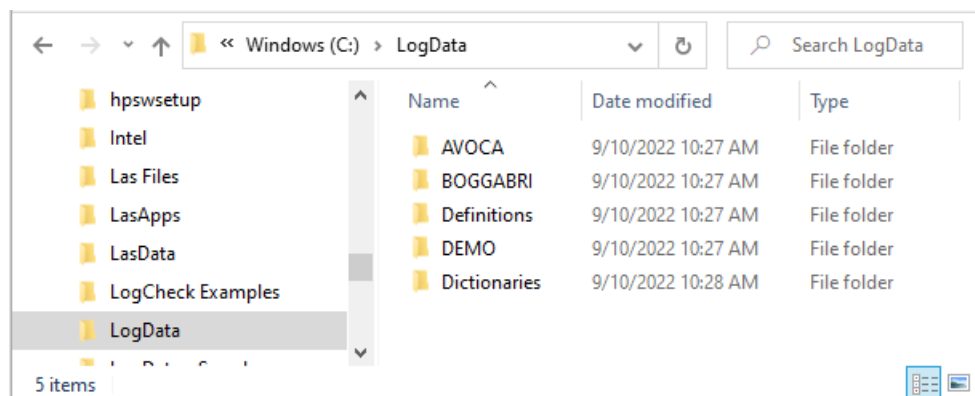 « Windows (C:) > LogData Search LogData
hpswsetup
Intel
Las Files
LasApps
LasData
LogCheck Examples
LogData
Name Date modified Type
AVOCA 9/10/2022 10:27 AM File folder
BOGGABRI 9/10/2022 10:27 AM File folder
Definitions 9/10/2022 10:27 AM File folder
DEMO 9/10/2022 10:27 AM File folder
Dictionaries 9/10/2022 10:28 AM File folder
5 items